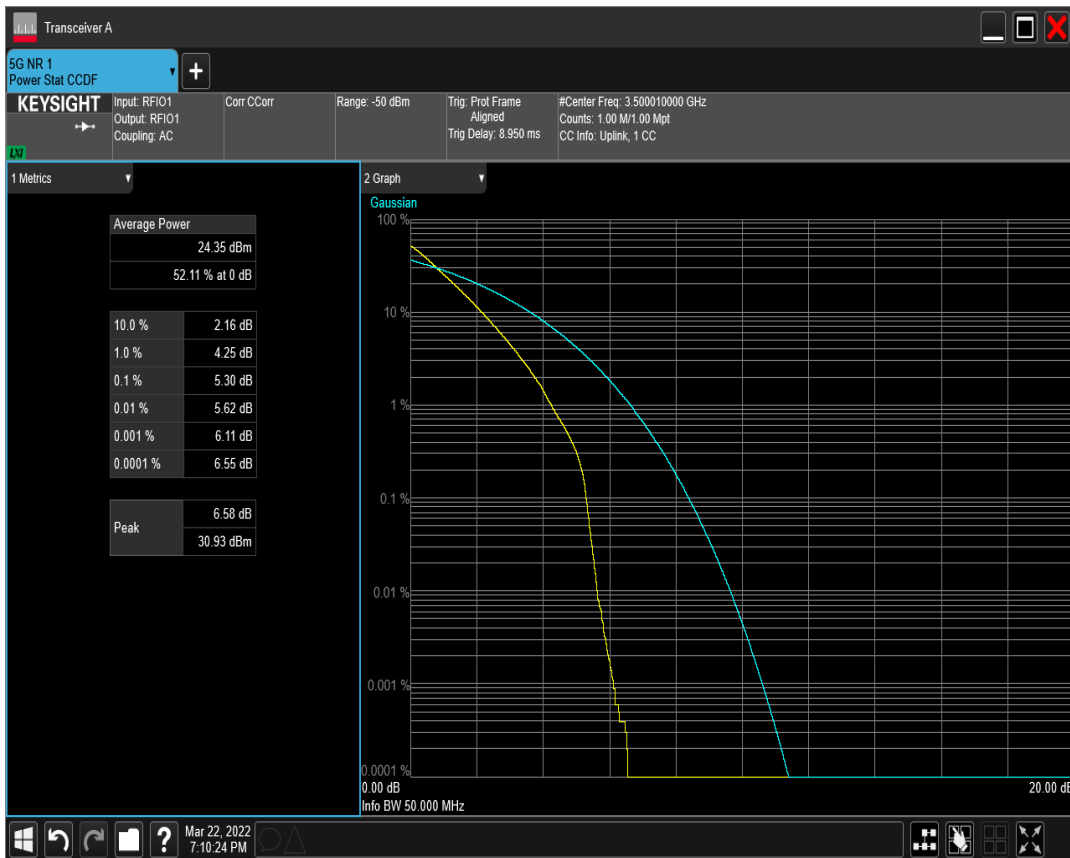 Transceiver A
5G NR 1
Power Stat CCDF
KEYSIGHT
LXI
Input: RFIO1
Output: RFIO1
Coupling: AC
Corr CCorr
Range: -50 dBm
Trig: Prot Frame
Aligned
Trig Delay: 8.950 ms
#Center Freq: 3.500010000 GHz
Counts: 1.00 M/1.00 Mpt
CC Info: Uplink, 1 CC
1 Metrics
Average Power
24.35 dBm
52.11 % at 0 dB
10.0 % 2.16 dB
1.0 % 4.25 dB
0.1 % 5.30 dB
0.01 % 5.62 dB
0.001 % 6.11 dB
0.0001 % 6.55 dB
Peak 6.58 dB
30.93 dBm
2 Graph
Gaussian
100 %
10 %
1 %
0.1 %
0.01 %
0.001 %
0.0001 %
0.00 dB 20.00 dB
Info BW 50.000 MHz
?
Mar 22, 2022
7:10:24 PM